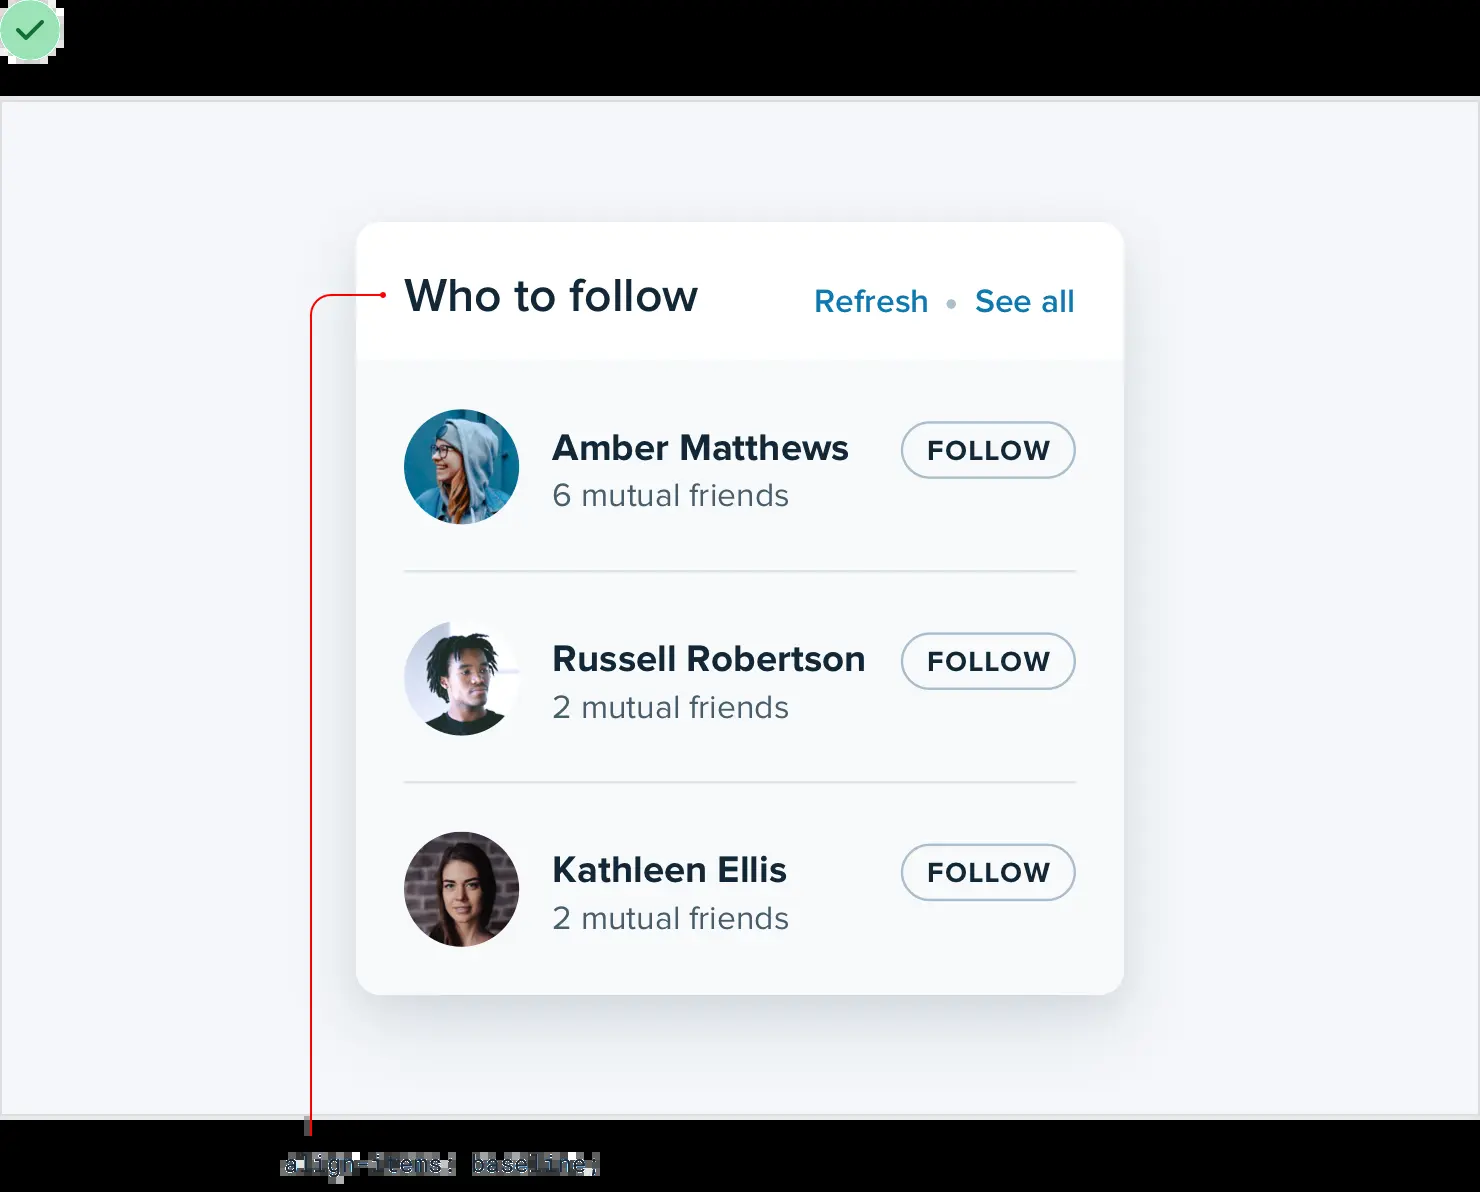 Who to follow Refresh • See all
Amber Matthews FOLLOW
6 mutual friends
Russell Robertson FOLLOW
2 mutual friends
Kathleen Ellis FOLLOW
2 mutual friends
align-items: baseline;